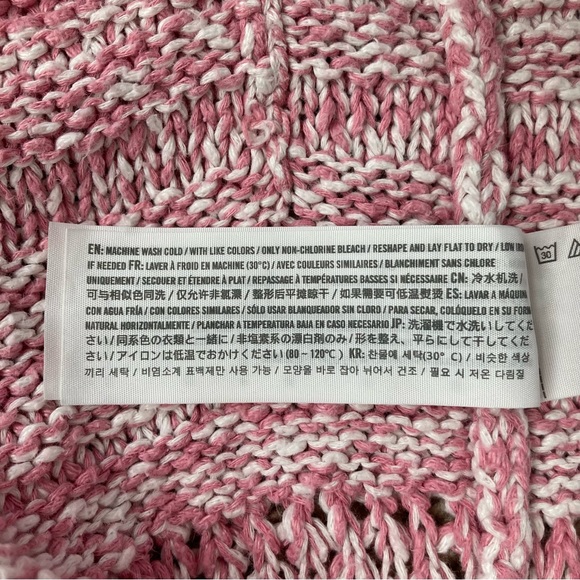 EN: MACHINE WASH COLD / WITH LIKE COLORS / ONLY NON-CHLORINE BLEACH / RESHAPE AND LAY FLAT TO DRY / LOW
IF NEEDED FR: LAVER À FROID EN MACHINE (30°C) / AVEC COULEURS SIMILAIRES / BLANCHIMENT SANS CHLORE
UNIQUEMENT / SECOUER ET ÉTENDRE À PLAT / REPASSAGE À TEMPÉRATURES BASSES SI NÉCESSAIRE CN: 冷水机洗 /
可与相似色同洗 / 仅允许非氯漂 / 整形后平摊晾干 / 如果需要可低温熨烫 ES: LAVAR A MÁQUINA
CON AGUA FRÍA / CON COLORES SIMILARES / SÓLO USAR BLANQUEADOR SIN CLORO / PARA SECAR, COLÓQUELO EN SU FORMA
NATURAL HORIZONTALMENTE / PLANCHAR A TEMPERATURA BAJA EN CASO NECESARIO JP: 洗濯機で水洗いしてくだ
さい / 同系色の衣類と一緒に / 非塩素系の漂白剤のみ / 形を整え、平らにして干してくだ
さい / アイロンは低温でおかけください (80 – 120°C) KR: 찬물에 세탁(30° C) / 비슷한 색상
끼리 세탁 / 비염소계 표백제만 사용 가능 / 모양을 바로 잡아 뉘어서 건조 / 필요 시 저온 다림질
30